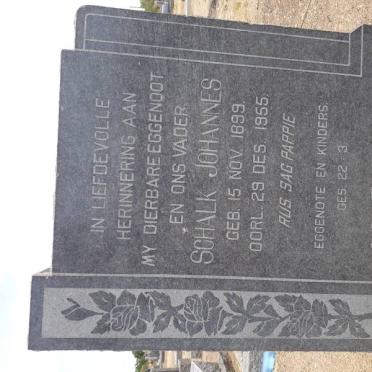 IN LIEFDEVOLLE
HERINNERING AAN
MY DIERBARE EGGENOOT
EN ONS VADER
SCHALK JOHANNES
GEB. 15 NOV. 1899.
OORL. 29 DES. 1955.
RUS SAG PAPPIE
EGGENOTE EN KINDERS.
GES. 22 : 3.